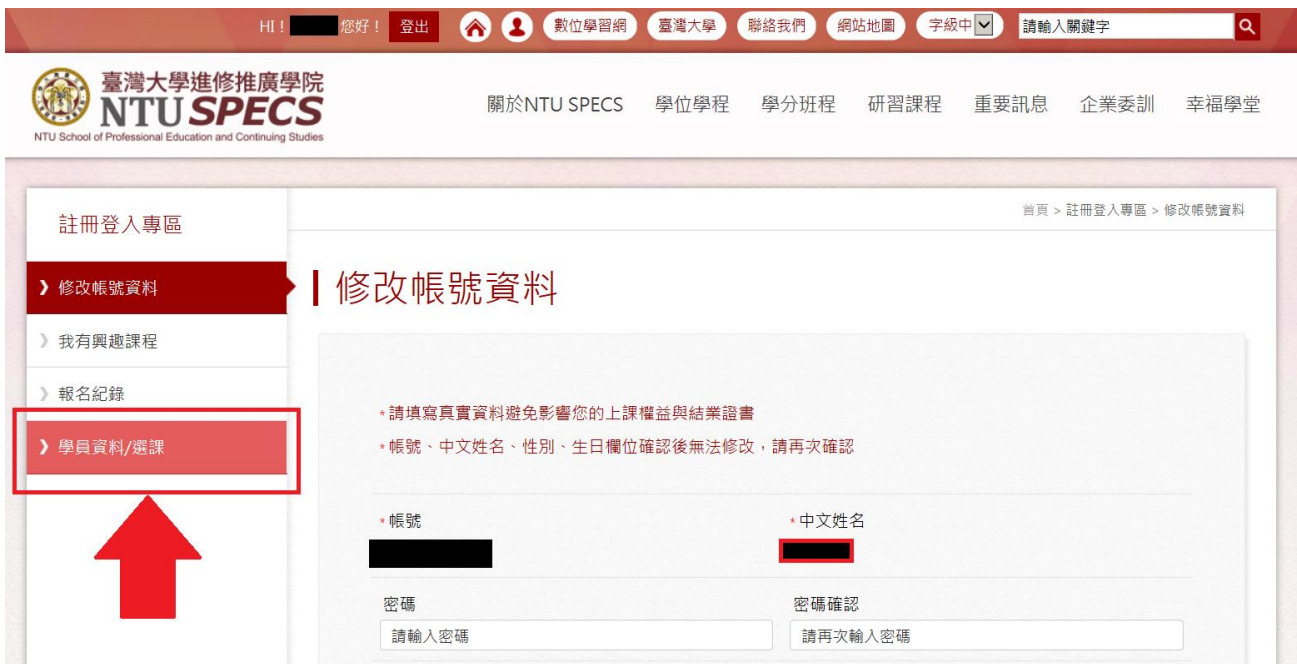 HI！ 您好！ 登出 數位學習網 臺灣大學 聯絡我們 網站地圖 字級中 請輸入關鍵字
臺灣大學進修推廣學院
NTU SPECS
NTU School of Professional Education and Continuing Studies
關於NTU SPECS 學位學程 學分班程 研習課程 重要訊息 企業委訓 幸福學堂
註冊登入專區
首頁 > 註冊登入專區 > 修改帳號資料
》修改帳號資料
修改帳號資料
》我有興趣課程
》報名紀錄
》學員資料/選課
*請填寫真實資料避免影響您的上課權益與結業證書
*帳號、中文姓名、性別、生日欄位確認後無法修改，請再次確認
*帳號 *中文姓名
密碼 密碼確認
請輸入密碼 請再次輸入密碼